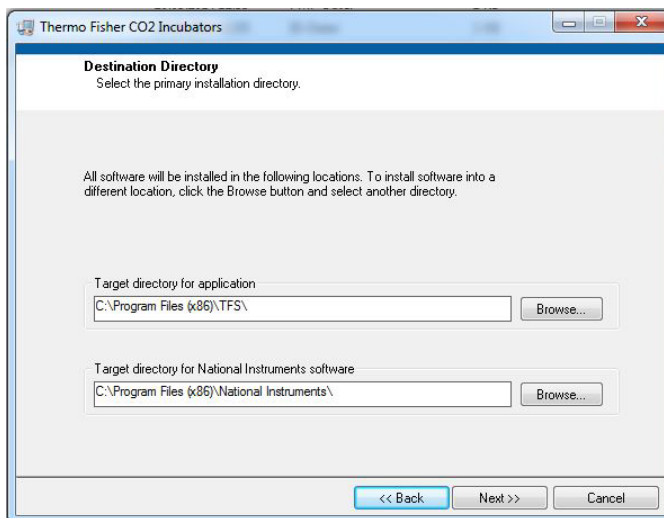 Thermo Fisher CO2 Incubators
Destination Directory
Select the primary installation directory.
All software will be installed in the following locations. To install software into a
different location, click the Browse button and select another directory.
Target directory for application
C:\Program Files (x86)\TFS\
Browse...
Target directory for National Instruments software
C:\Program Files (x86)\National Instruments\
Browse...
<< Back
Next >>
Cancel